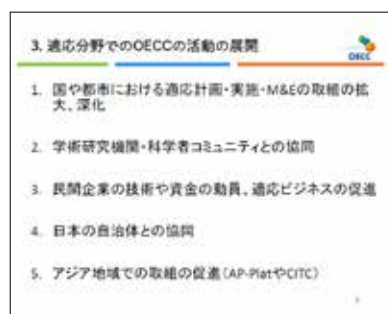 3. 適応分野でのOECCの活動の展開
OECC
1. 国や都市における適応計画・実施・M&Eの取組の拡
大、深化
2. 学術研究機関・科学者コミュニティとの協同
3. 民間企業の技術や資金の動員、適応ビジネスの促進
4. 日本の自治体との協同
5. アジア地域での取組の促進(AP-PlatやCITC)